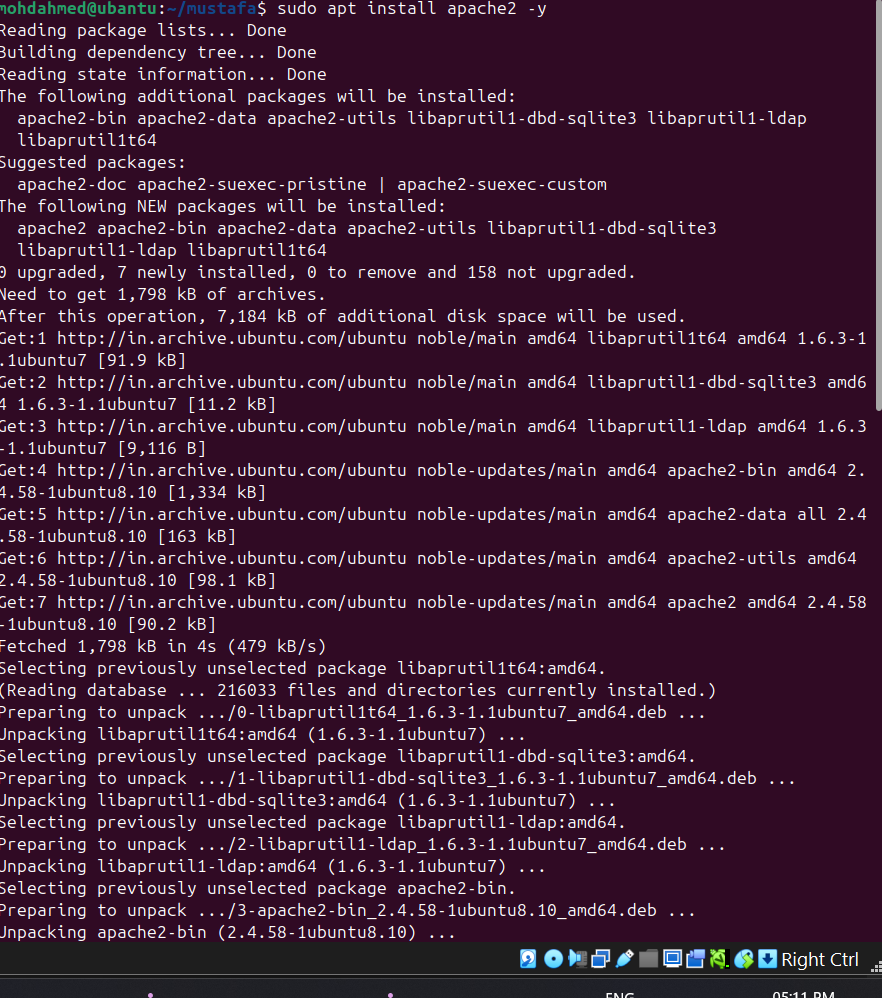 mohdahmed@ubantu:~/mustafa$ sudo apt install apache2 -y
Reading package lists... Done
Building dependency tree... Done
Reading state information... Done
The following additional packages will be installed:
  apache2-bin apache2-data apache2-utils libaprutil1-dbd-sqlite3 libaprutil1-ldap
  libaprutil1t64
Suggested packages:
  apache2-doc apache2-suexec-pristine | apache2-suexec-custom
The following NEW packages will be installed:
  apache2 apache2-bin apache2-data apache2-utils libaprutil1-dbd-sqlite3
  libaprutil1-ldap libaprutil1t64
0 upgraded, 7 newly installed, 0 to remove and 158 not upgraded.
Need to get 1,798 kB of archives.
After this operation, 7,184 kB of additional disk space will be used.
Get:1 http://in.archive.ubuntu.com/ubuntu noble/main amd64 libaprutil1t64 amd64 1.6.3-1
.1ubuntu7 [91.9 kB]
Get:2 http://in.archive.ubuntu.com/ubuntu noble/main amd64 libaprutil1-dbd-sqlite3 amd6
4 1.6.3-1.1ubuntu7 [11.2 kB]
Get:3 http://in.archive.ubuntu.com/ubuntu noble/main amd64 libaprutil1-ldap amd64 1.6.3
-1.1ubuntu7 [9,116 B]
Get:4 http://in.archive.ubuntu.com/ubuntu noble-updates/main amd64 apache2-bin amd64 2.
4.58-1ubuntu8.10 [1,334 kB]
Get:5 http://in.archive.ubuntu.com/ubuntu noble-updates/main amd64 apache2-data all 2.4
.58-1ubuntu8.10 [163 kB]
Get:6 http://in.archive.ubuntu.com/ubuntu noble-updates/main amd64 apache2-utils amd64
2.4.58-1ubuntu8.10 [98.1 kB]
Get:7 http://in.archive.ubuntu.com/ubuntu noble-updates/main amd64 apache2 amd64 2.4.58
-1ubuntu8.10 [90.2 kB]
Fetched 1,798 kB in 4s (479 kB/s)
Selecting previously unselected package libaprutil1t64:amd64.
(Reading database ... 216033 files and directories currently installed.)
Preparing to unpack .../0-libaprutil1t64_1.6.3-1.1ubuntu7_amd64.deb ...
Unpacking libaprutil1t64:amd64 (1.6.3-1.1ubuntu7) ...
Selecting previously unselected package libaprutil1-dbd-sqlite3:amd64.
Preparing to unpack .../1-libaprutil1-dbd-sqlite3_1.6.3-1.1ubuntu7_amd64.deb ...
Unpacking libaprutil1-dbd-sqlite3:amd64 (1.6.3-1.1ubuntu7) ...
Selecting previously unselected package libaprutil1-ldap:amd64.
Preparing to unpack .../2-libaprutil1-ldap_1.6.3-1.1ubuntu7_amd64.deb ...
Unpacking libaprutil1-ldap:amd64 (1.6.3-1.1ubuntu7) ...
Selecting previously unselected package apache2-bin.
Preparing to unpack .../3-apache2-bin_2.4.58-1ubuntu8.10_amd64.deb ...
Unpacking apache2-bin (2.4.58-1ubuntu8.10) ...
Right Ctrl
ENG
05:11 PM